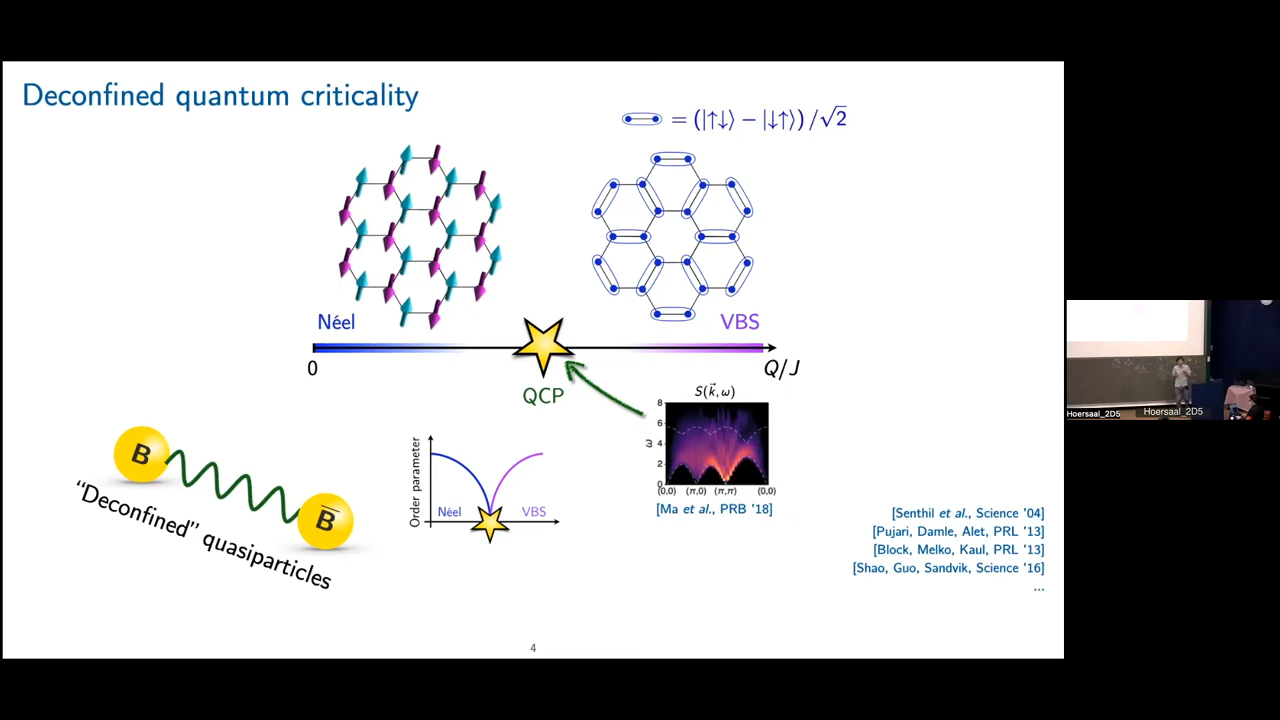 Deconfined quantum criticality
= (|↑↓⟩ − |↓↑⟩) /√2
Néel
VBS
0
Q/J
QCP
S(k⃗,ω)
8
6
4
2
0
ω
(0,0) (π,0) (π,π) (0,0)
[Ma et al., PRB '18]
B
B̅
"Deconfined" quasiparticles
Order parameter
Néel
VBS
[Senthil et al., Science '04]
[Pujari, Damle, Alet, PRL '13]
[Block, Melko, Kaul, PRL '13]
[Shao, Guo, Sandvik, Science '16]
...
4
Hoersaal_2D5
Hoersaal_2D5